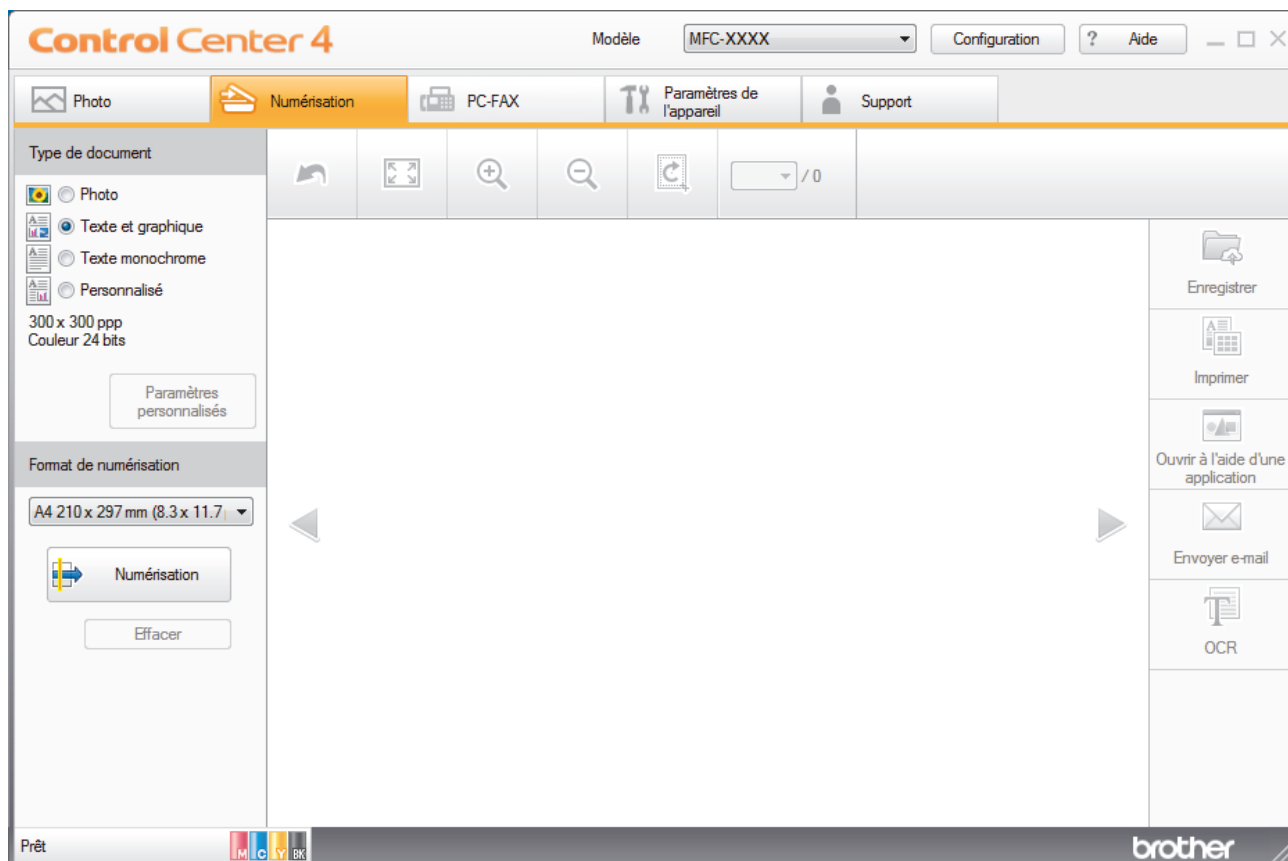 Control Center 4
Modèle
MFC-XXXX
Configuration
? Aide
Photo
Numérisation
PC-FAX
Paramètres de
l'appareil
Support
Type de document
Photo
Texte et graphique
Texte monochrome
Personnalisé
300 x 300 ppp
Couleur 24 bits
Paramètres
personnalisés
Format de numérisation
A4 210 x 297 mm (8.3 x 11.7
Numérisation
Effacer
/ 0
Enregistrer
Imprimer
Ouvrir à l'aide d'une
application
Envoyer e-mail
OCR
Prêt
M C Y BK
brother